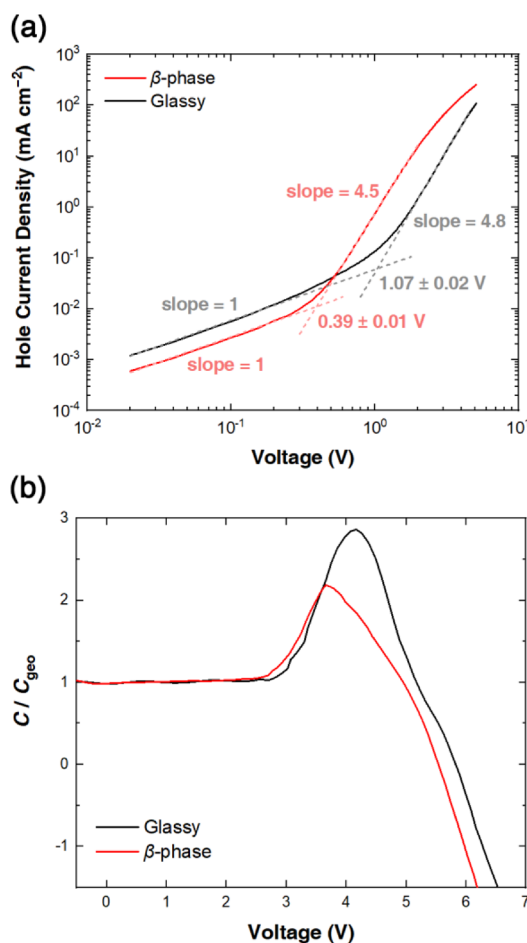 (a)
Hole Current Density (mA cm⁻²)
10³
10²
10¹
10⁰
10⁻¹
10⁻²
10⁻³
10⁻⁴
β-phase
Glassy
slope = 4.5
slope = 4.8
slope = 1
1.07 ± 0.02 V
0.39 ± 0.01 V
slope = 1
10⁻² 10⁻¹ 10⁰ 10¹
Voltage (V)
(b)
C / C_geo
3
2
1
0
-1
Glassy
β-phase
0 1 2 3 4 5 6 7
Voltage (V)